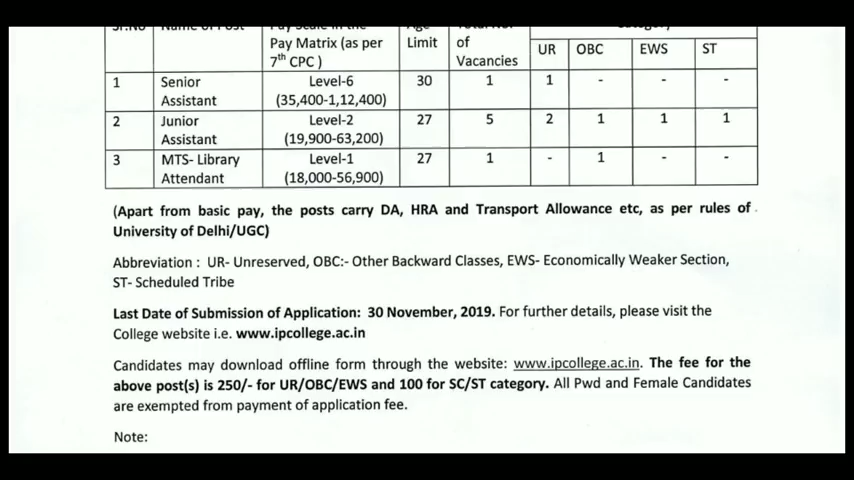 Pay Matrix (as per Limit of
7th CPC ) Vacancies UR OBC EWS ST
1 Senior Level-6 30 1 1 - - -
Assistant (35,400-1,12,400)
2 Junior Level-2 27 5 2 1 1 1
Assistant (19,900-63,200)
3 MTS- Library Level-1 27 1 - 1 - -
Attendant (18,000-56,900)
(Apart from basic pay, the posts carry DA, HRA and Transport Allowance etc, as per rules of
University of Delhi/UGC)
Abbreviation : UR- Unreserved, OBC:- Other Backward Classes, EWS- Economically Weaker Section,
ST- Scheduled Tribe
Last Date of Submission of Application: 30 November, 2019. For further details, please visit the
College website i.e. www.ipcollege.ac.in
Candidates may download offline form through the website: www.ipcollege.ac.in. The fee for the
above post(s) is 250/- for UR/OBC/EWS and 100 for SC/ST category. All Pwd and Female Candidates
are exempted from payment of application fee.
Note: